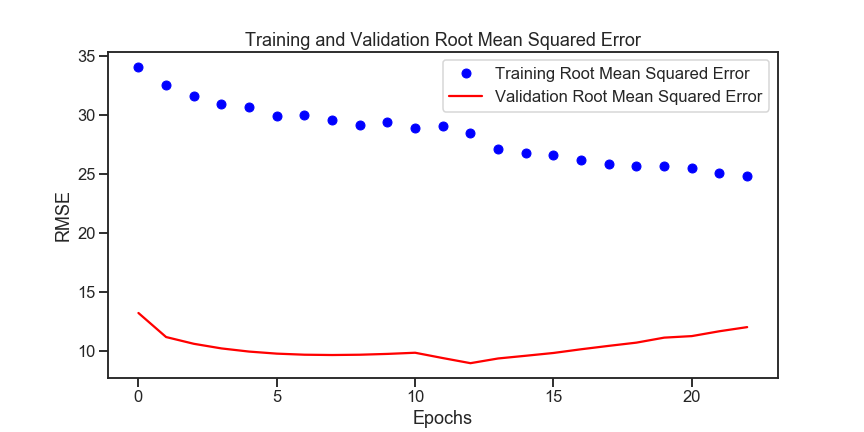 Training and Validation Root Mean Squared Error
Training Root Mean Squared Error
Validation Root Mean Squared Error
35
30
25
20
15
10
RMSE
0 5 10 15 20
Epochs